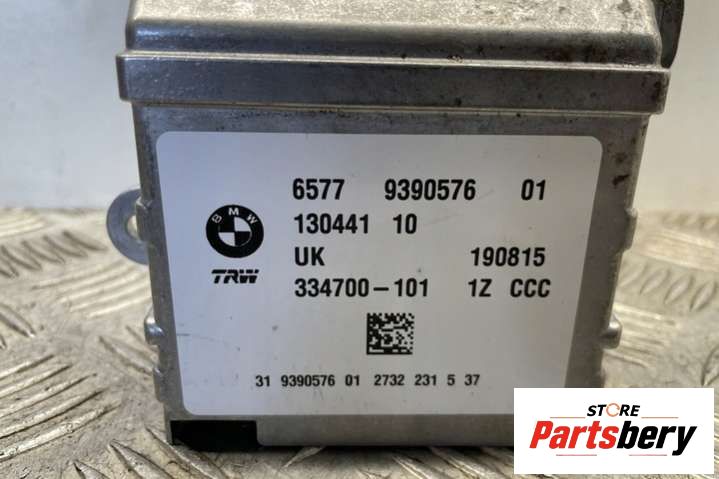 6577 9390576 01
BMW
130441 10
UK 190815
TRW
334700-101 1Z CCC
31 9390576 01 2732 231 5 37
STORE
Partsbery